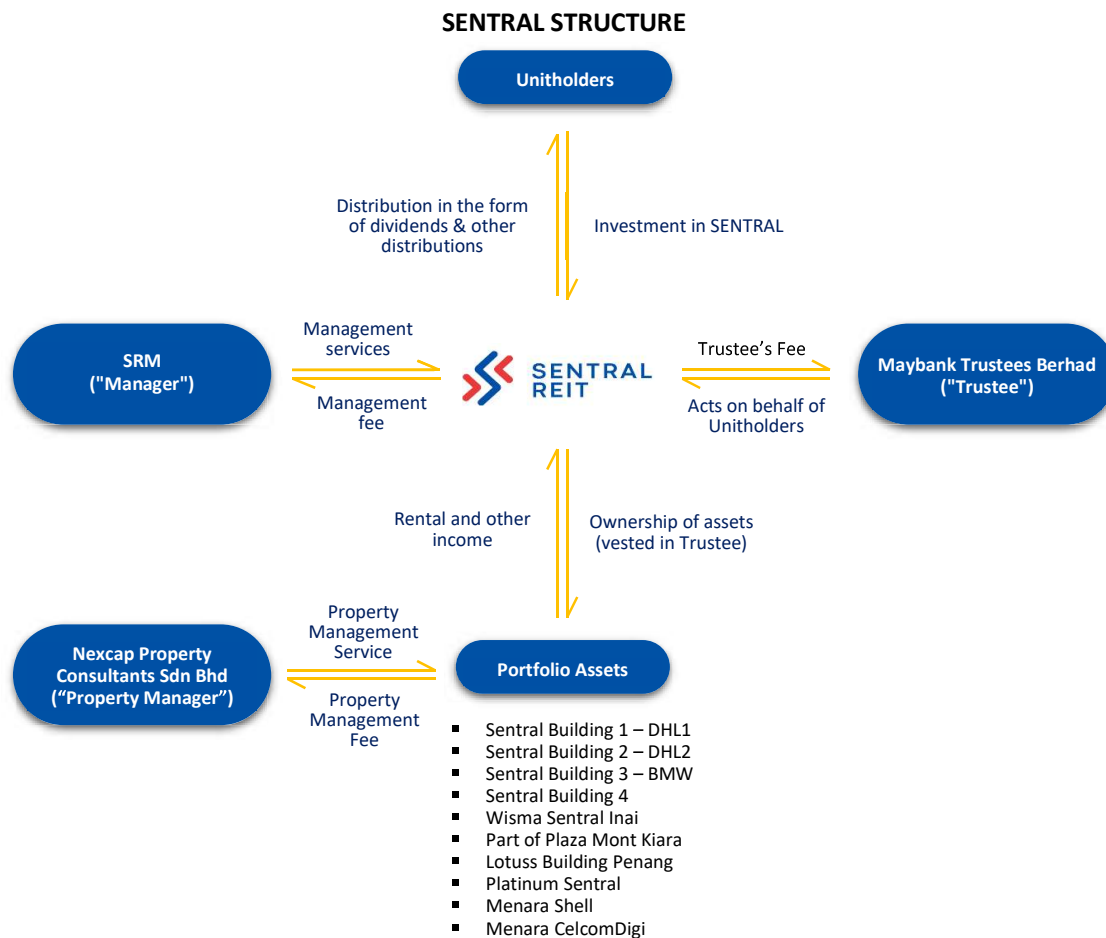 SENTRAL STRUCTURE
Unitholders
Distribution in the form
of dividends & other
distributions
Investment in SENTRAL
SRM
("Manager")
Management
services
Management
fee
SENTRAL
REIT
Trustee’s Fee
Acts on behalf of
Unitholders
Maybank Trustees Berhad
("Trustee")
Rental and other
income
Ownership of assets
(vested in Trustee)
Nexcap Property
Consultants Sdn Bhd
(“Property Manager”)
Property
Management
Service
Property
Management
Fee
Portfolio Assets
▪ Sentral Building 1 – DHL1
▪ Sentral Building 2 – DHL2
▪ Sentral Building 3 – BMW
▪ Sentral Building 4
▪ Wisma Sentral Inai
▪ Part of Plaza Mont Kiara
▪ Lotuss Building Penang
▪ Platinum Sentral
▪ Menara Shell
▪ Menara CelcomDigi